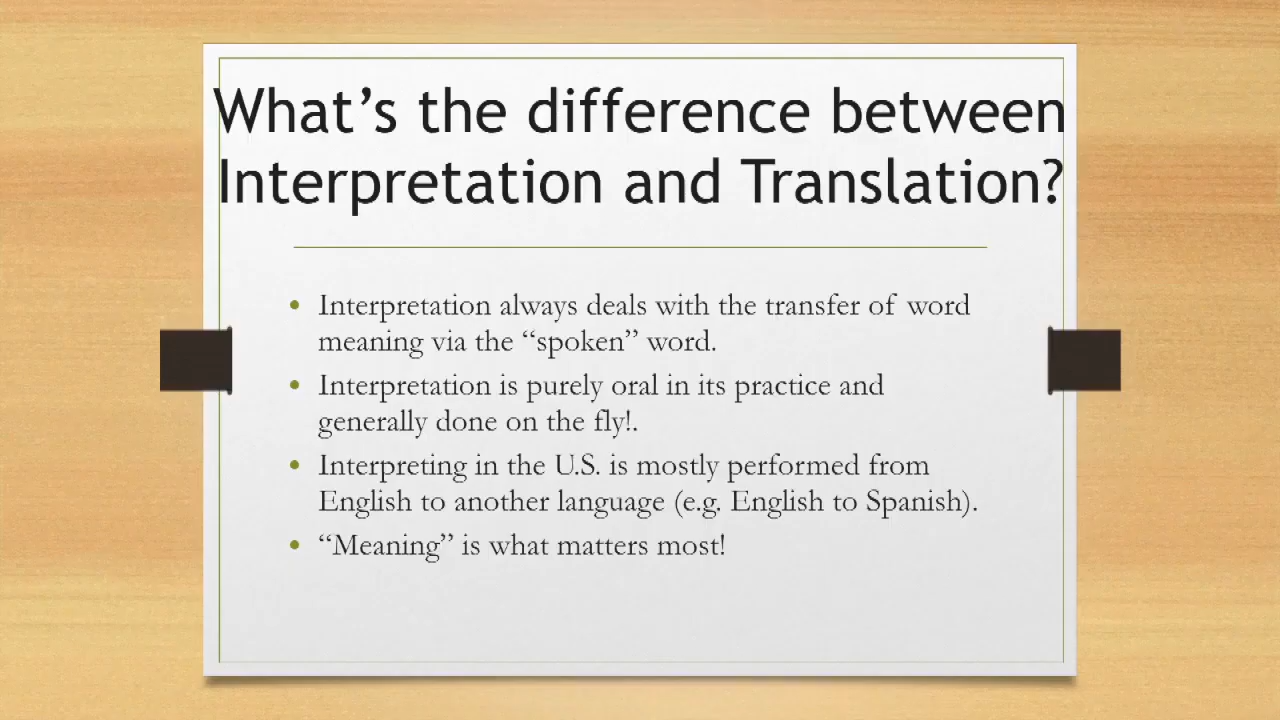 What’s the difference between
Interpretation and Translation?
• Interpretation always deals with the transfer of word
meaning via the “spoken” word.
• Interpretation is purely oral in its practice and
generally done on the fly!.
• Interpreting in the U.S. is mostly performed from
English to another language (e.g. English to Spanish).
• “Meaning” is what matters most!